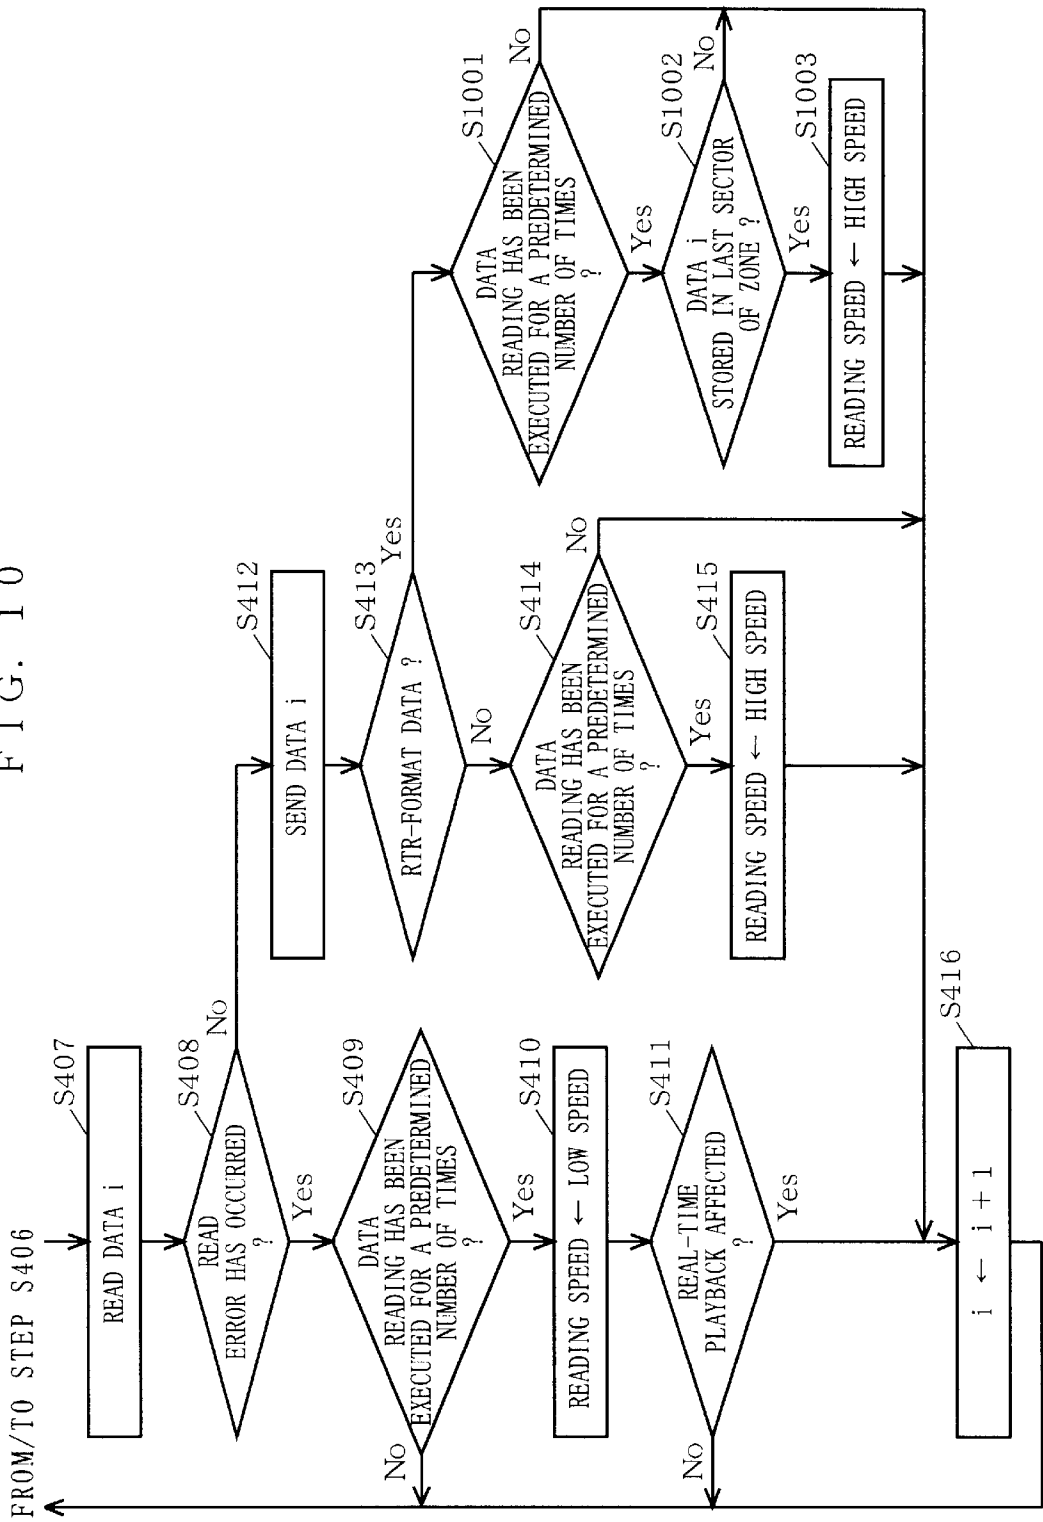 F I G. 1 0
FROM/TO STEP S406
S407
READ DATA i
S408
READ
ERROR HAS OCCURRED
?
No
Yes
S409
DATA
READING HAS BEEN
EXECUTED FOR A PREDETERMINED
NUMBER OF TIMES
?
No
Yes
S410
READING SPEED ← LOW SPEED
S411
REAL-TIME
PLAYBACK AFFECTED
?
No
Yes
S412
SEND DATA i
S413
RTR-FORMAT DATA ?
Yes
No
S414
DATA
READING HAS BEEN
EXECUTED FOR A PREDETERMINED
NUMBER OF TIMES
?
No
Yes
S415
READING SPEED ← HIGH SPEED
S1001
DATA
READING HAS BEEN
EXECUTED FOR A PREDETERMINED
NUMBER OF TIMES
?
No
Yes
S1002
DATA i
STORED IN LAST SECTOR
OF ZONE ?
No
Yes
S1003
READING SPEED ← HIGH SPEED
S416
i ← i + 1